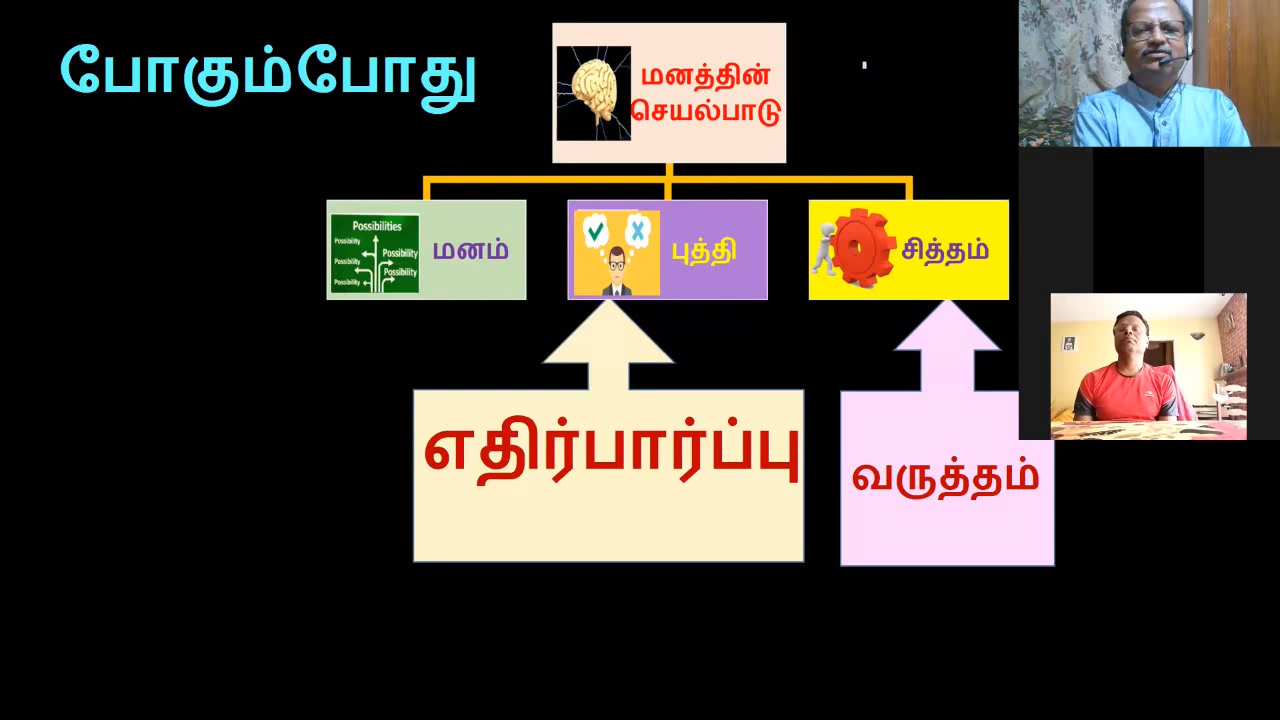 போகும்போது
மனத்தின்
செயல்பாடு
Possibilities
Possibility
Possibility
Possibility
Possibility
Possibility
மனம்
புத்தி
சித்தம்
எதிர்பார்ப்பு
வருத்தம்